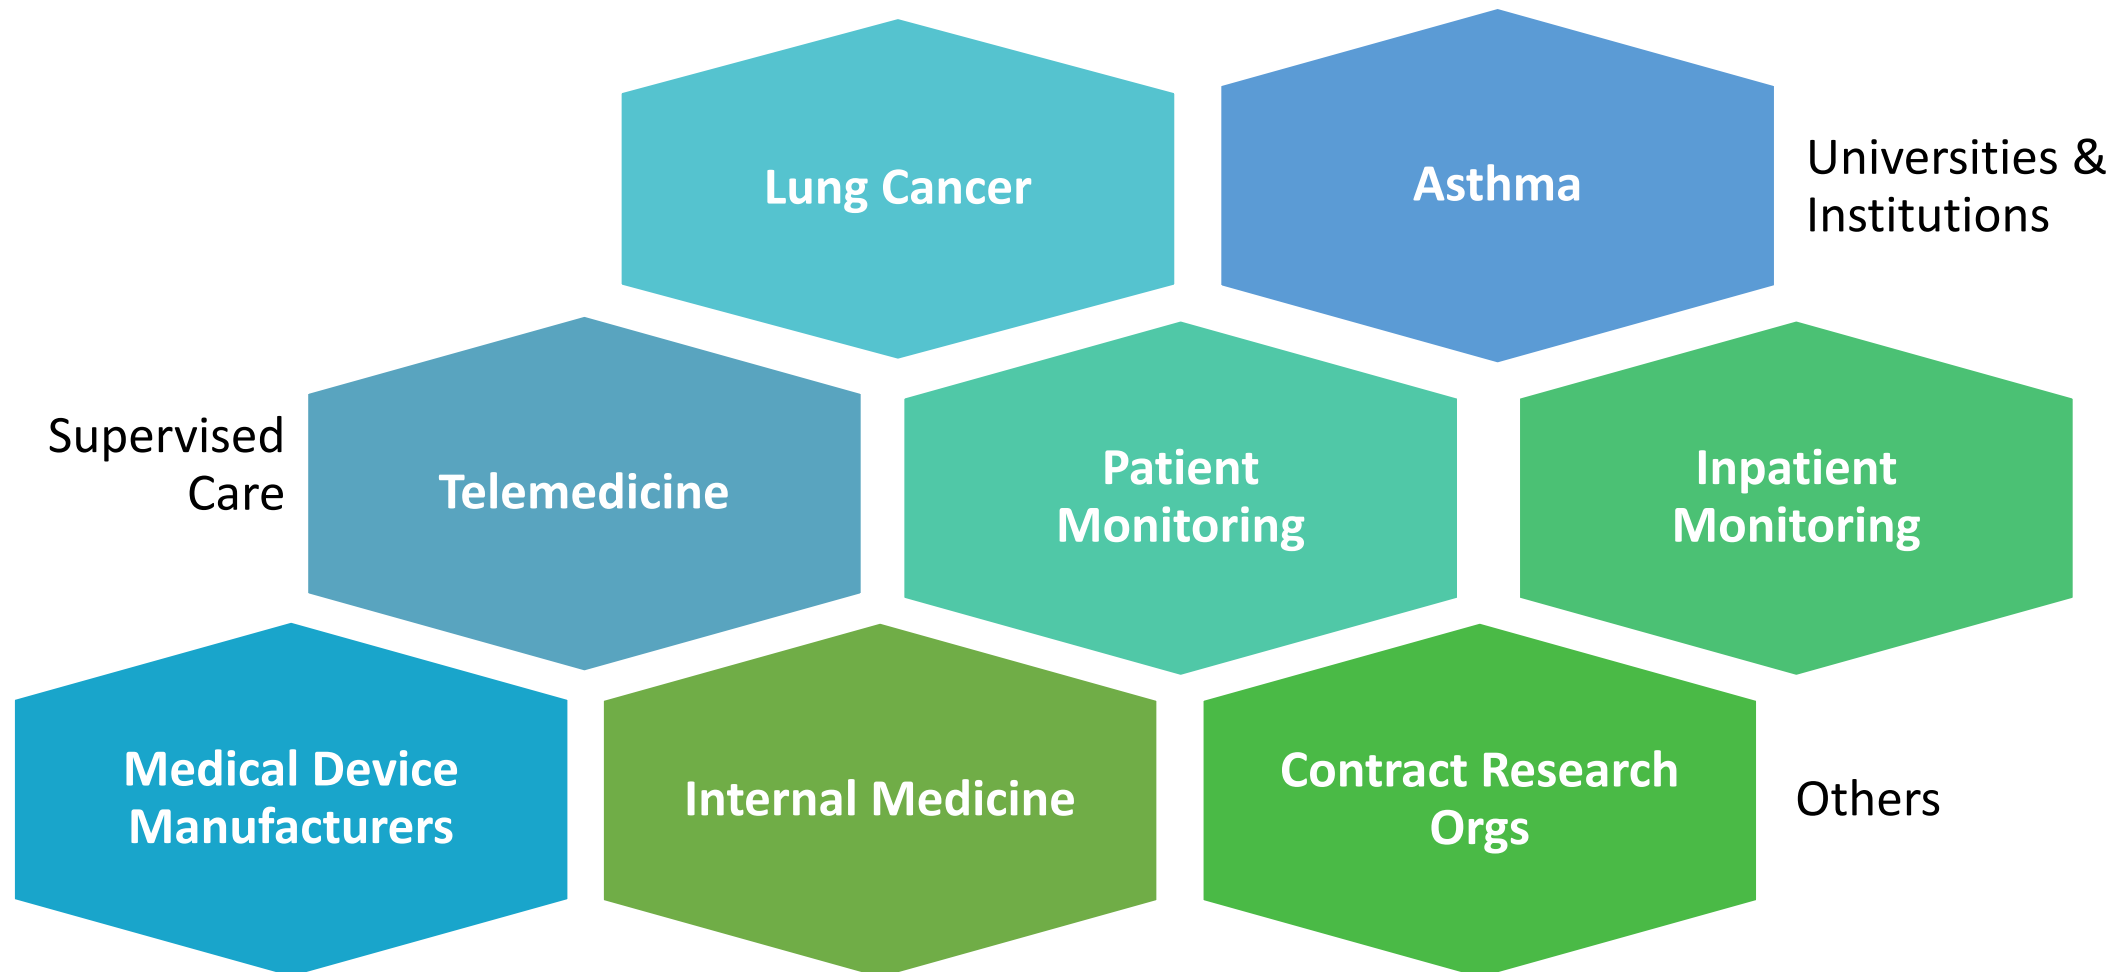 Lung Cancer
Asthma
Universities &
Institutions
Supervised
Care
Telemedicine
Patient
Monitoring
Inpatient
Monitoring
Medical Device
Manufacturers
Internal Medicine
Contract Research
Orgs
Others